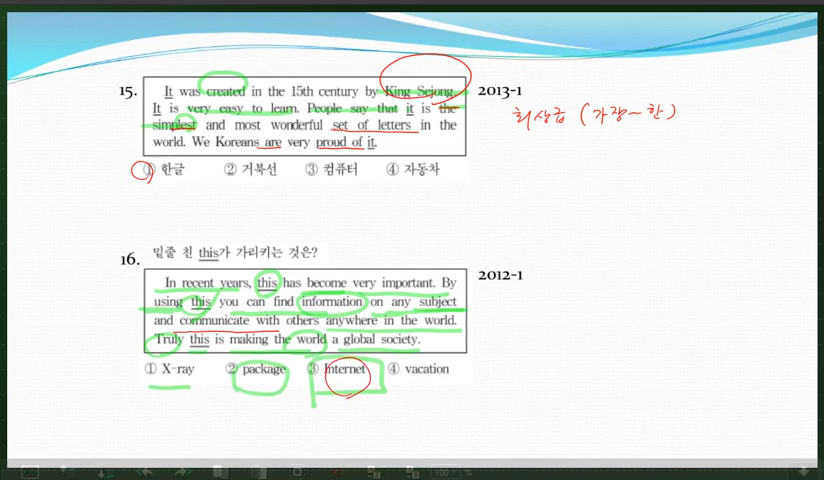 15.
It was created in the 15th century by King Sejong.
It is very easy to learn. People say that it is the
simplest and most wonderful set of letters in the
world. We Koreans are very proud of it.
① 한글 ② 거북선 ③ 컴퓨터 ④ 자동차
2013-1
최상급 (가장~한)
16.
밑줄 친 this가 가리키는 것은?
In recent years, this has become very important. By
using this you can find information on any subject
and communicate with others anywhere in the world.
Truly this is making the world a global society.
① X-ray ② package ③ Internet ④ vacation
2012-1
100%